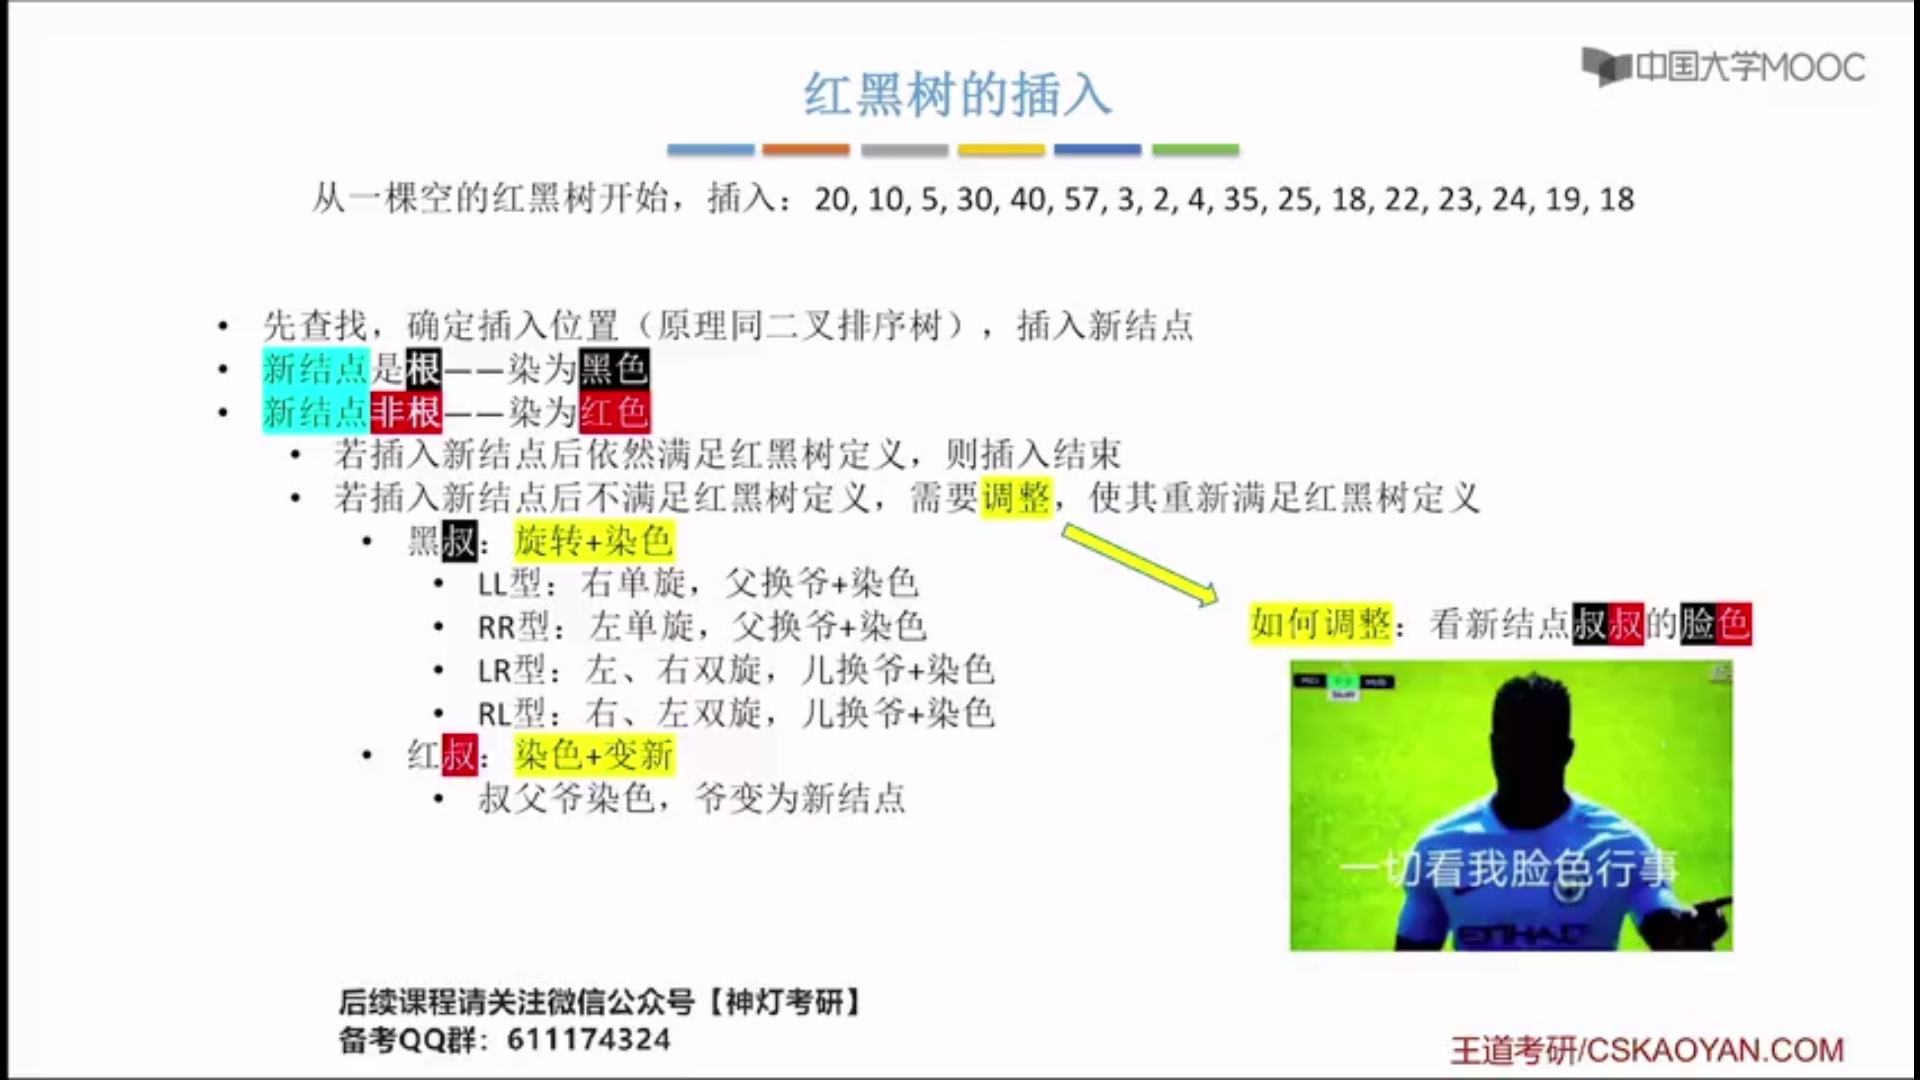 中国大学MOOC
红黑树的插入
从一棵空的红黑树开始，插入：20, 10, 5, 30, 40, 57, 3, 2, 4, 35, 25, 18, 22, 23, 24, 19, 18
• 先查找，确定插入位置（原理同二叉排序树），插入新结点
• 新结点是根——染为黑色
• 新结点非根——染为红色
• 若插入新结点后依然满足红黑树定义，则插入结束
• 若插入新结点后不满足红黑树定义，需要调整，使其重新满足红黑树定义
• 黑叔：旋转+染色
• LL型：右单旋，父换爷+染色
• RR型：左单旋，父换爷+染色
• LR型：左、右双旋，儿换爷+染色
• RL型：右、左双旋，儿换爷+染色
• 红叔：染色+变新
• 叔父爷染色，爷变为新结点
如何调整：看新结点叔叔的脸色
一切看我脸色行事
ETIHAD
后续课程请关注微信公众号【神灯考研】
备考QQ群：611174324
王道考研/CSKAOYAN.COM